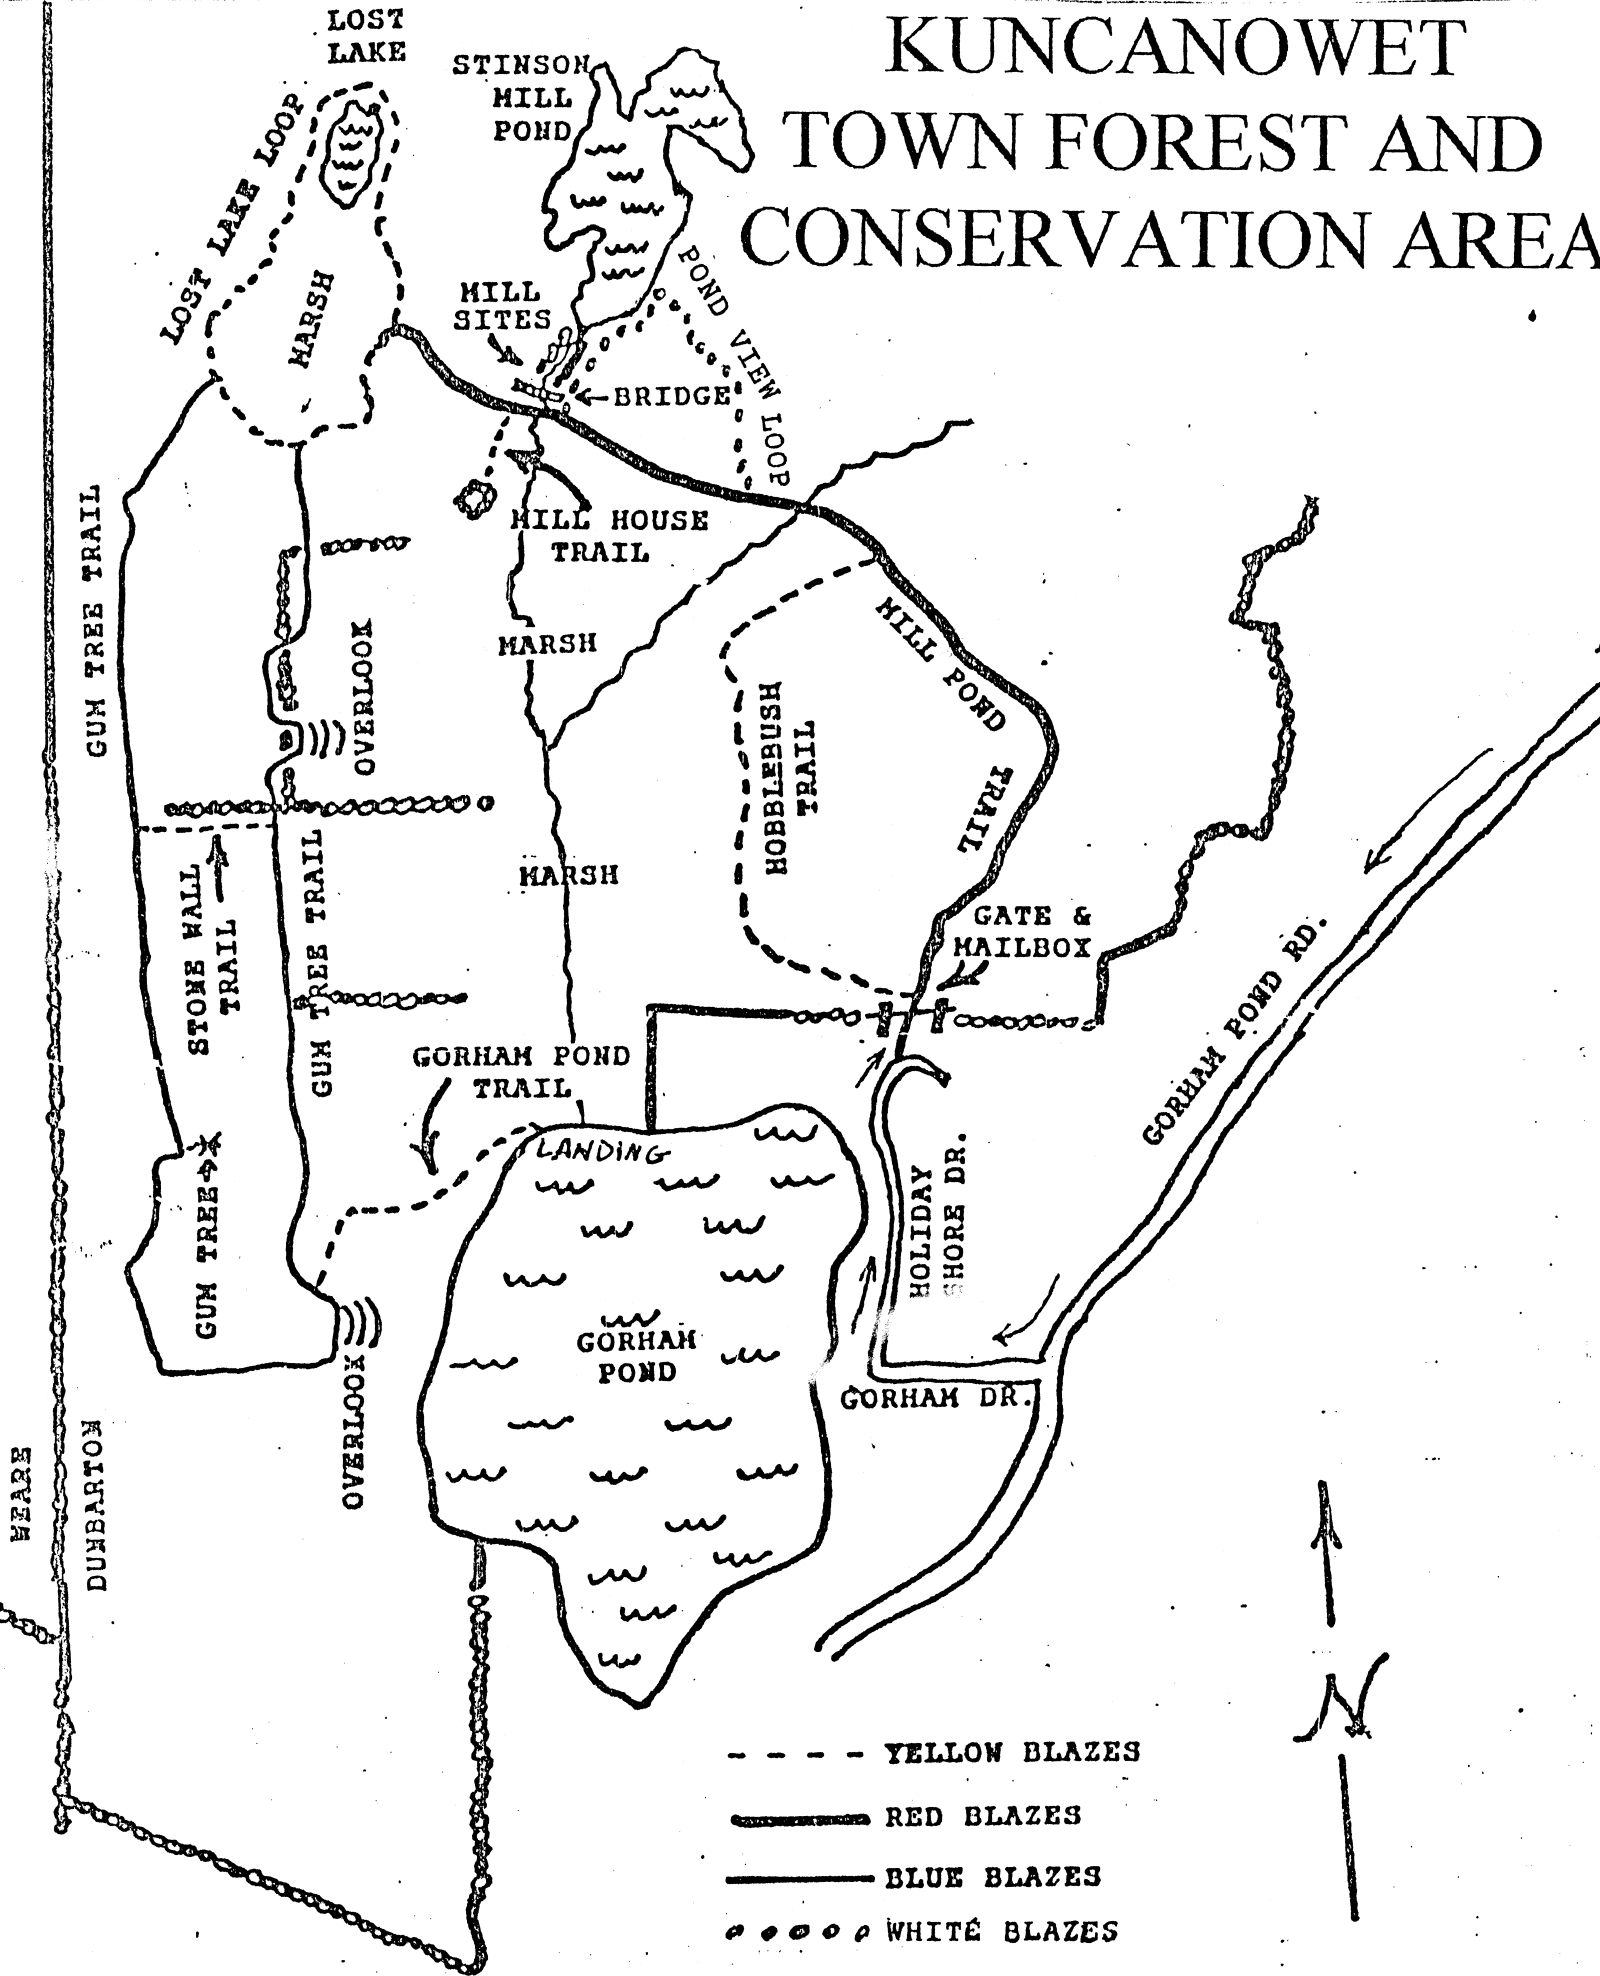 KUNCANOWET
TOWN FOREST AND
CONSERVATION AREA
LOST
LAKE
STINSON
MILL
POND
LOST LAKE LOOP
MARSH
MILL
SITES
POND VIEW LOOP
BRIDGE
MILL HOUSE
TRAIL
GUM TREE TRAIL
OVERLOOK
MARSH
MILL POND
TRAIL
HOBBLEBUSH
TRAIL
MARSH
STONE WALL
TRAIL
GUM TREE TRAIL
GATE &
MAILBOX
GORHAM POND RD.
GORHAM POND
TRAIL
LANDING
HOLIDAY
SHORE DR.
GUM TREE
OVERLOOK
GORHAM
POND
GORHAM DR.
WEARE
DUNBARTON
N
YELLOW BLAZES
RED BLAZES
BLUE BLAZES
WHITE BLAZES